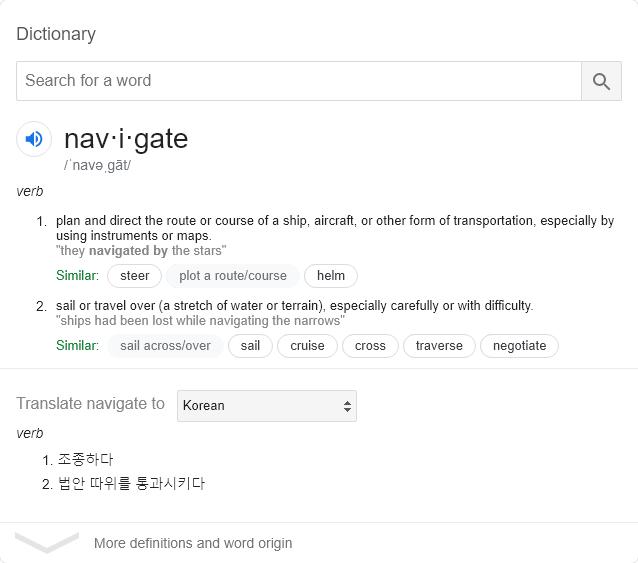 Dictionary
Search for a word
nav·i·gate
/ˈnavəˌɡāt/
verb
1. plan and direct the route or course of a ship, aircraft, or other form of transportation, especially by
using instruments or maps.
"they navigated by the stars"
Similar: steer plot a route/course helm
2. sail or travel over (a stretch of water or terrain), especially carefully or with difficulty.
"ships had been lost while navigating the narrows"
Similar: sail across/over sail cruise cross traverse negotiate
Translate navigate to Korean
verb
1. 조종하다
2. 법안 따위를 통과시키다
More definitions and word origin